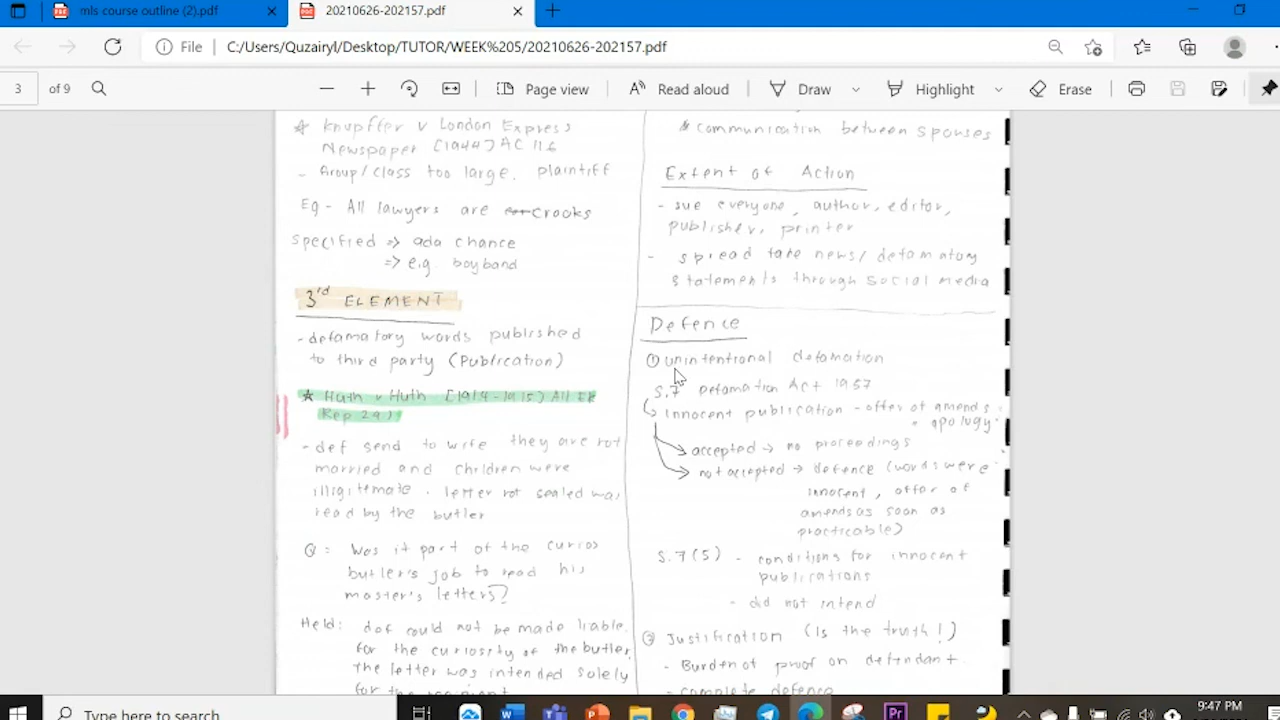 mls course outline (2).pdf
20210626-202157.pdf
File C:/Users/Quzairyl/Desktop/TUTOR/WEEK%205/20210626-202157.pdf
3 of 9
Page view
Read aloud
Draw
Highlight
Erase
* Knupffer v London Express
Newspaper [1944] AC 116
- Group/class too large. plaintiff
Eg - All lawyers are crooks
Specified => ada chance
=> e.g. boyband
3rd ELEMENT
- defamatory words published
to third party (Publication)
★ Huth v Huth [1914-1915] All ER
Rep 242
- def send to wife they are not
married and children were
illigitemate. letter not sealed was
read by the butler
Q: Was it part of the curios
butler's job to read his
master's letters?
Held: def could not be made liable
for the curiosity of the butler,
the letter was intended solely
for the recipient
* communication between spouses
Extent of Action
- sue everyone, author, editor,
publisher, printer
- spread fake news/defamatory
statements through social media
Defence
① unintentional defamation
S.7 Defamation Act 1957
↳ innocent publication - offer of amends
• apology
→ accepted → no proceedings
→ not accepted → defence (words were
innocent, offer of
amends as soon as
practicable)
S.7(5) - conditions for innocent
publications
- did not intend
② Justification (Is the truth!)
- Burden of proof on defendant
- complete defence
Type here to search
9:47 PM